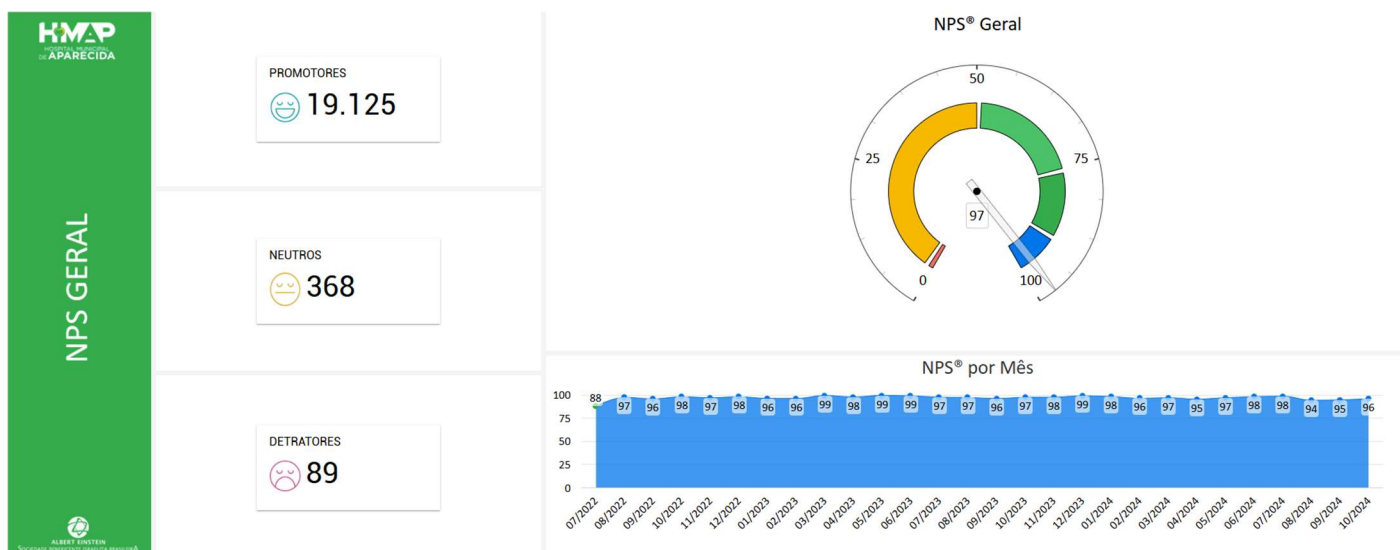 HMAP
HOSPITAL MUNICIPAL
DE APARECIDA
NPS GERAL
ALBERT EINSTEIN
SOCIEDADE BENEFICENTE ISRAELITA BRASILEIRA
PROMOTORES
19.125
NEUTROS
368
DETRATORES
89
NPS® Geral
50
25
75
97
0
100
NPS® por Mês
100
75
50
25
0
88 97 96 98 97 98 96 96 99 98 99 99 97 97 96 97 98 99 98 96 97 95 97 98 98 94 95 96
07/2022 08/2022 09/2022 10/2022 11/2022 12/2022 01/2023 02/2023 03/2023 04/2023 05/2023 06/2023 07/2023 08/2023 09/2023 10/2023 11/2023 12/2023 01/2024 02/2024 03/2024 04/2024 05/2024 06/2024 07/2024 08/2024 09/2024 10/2024